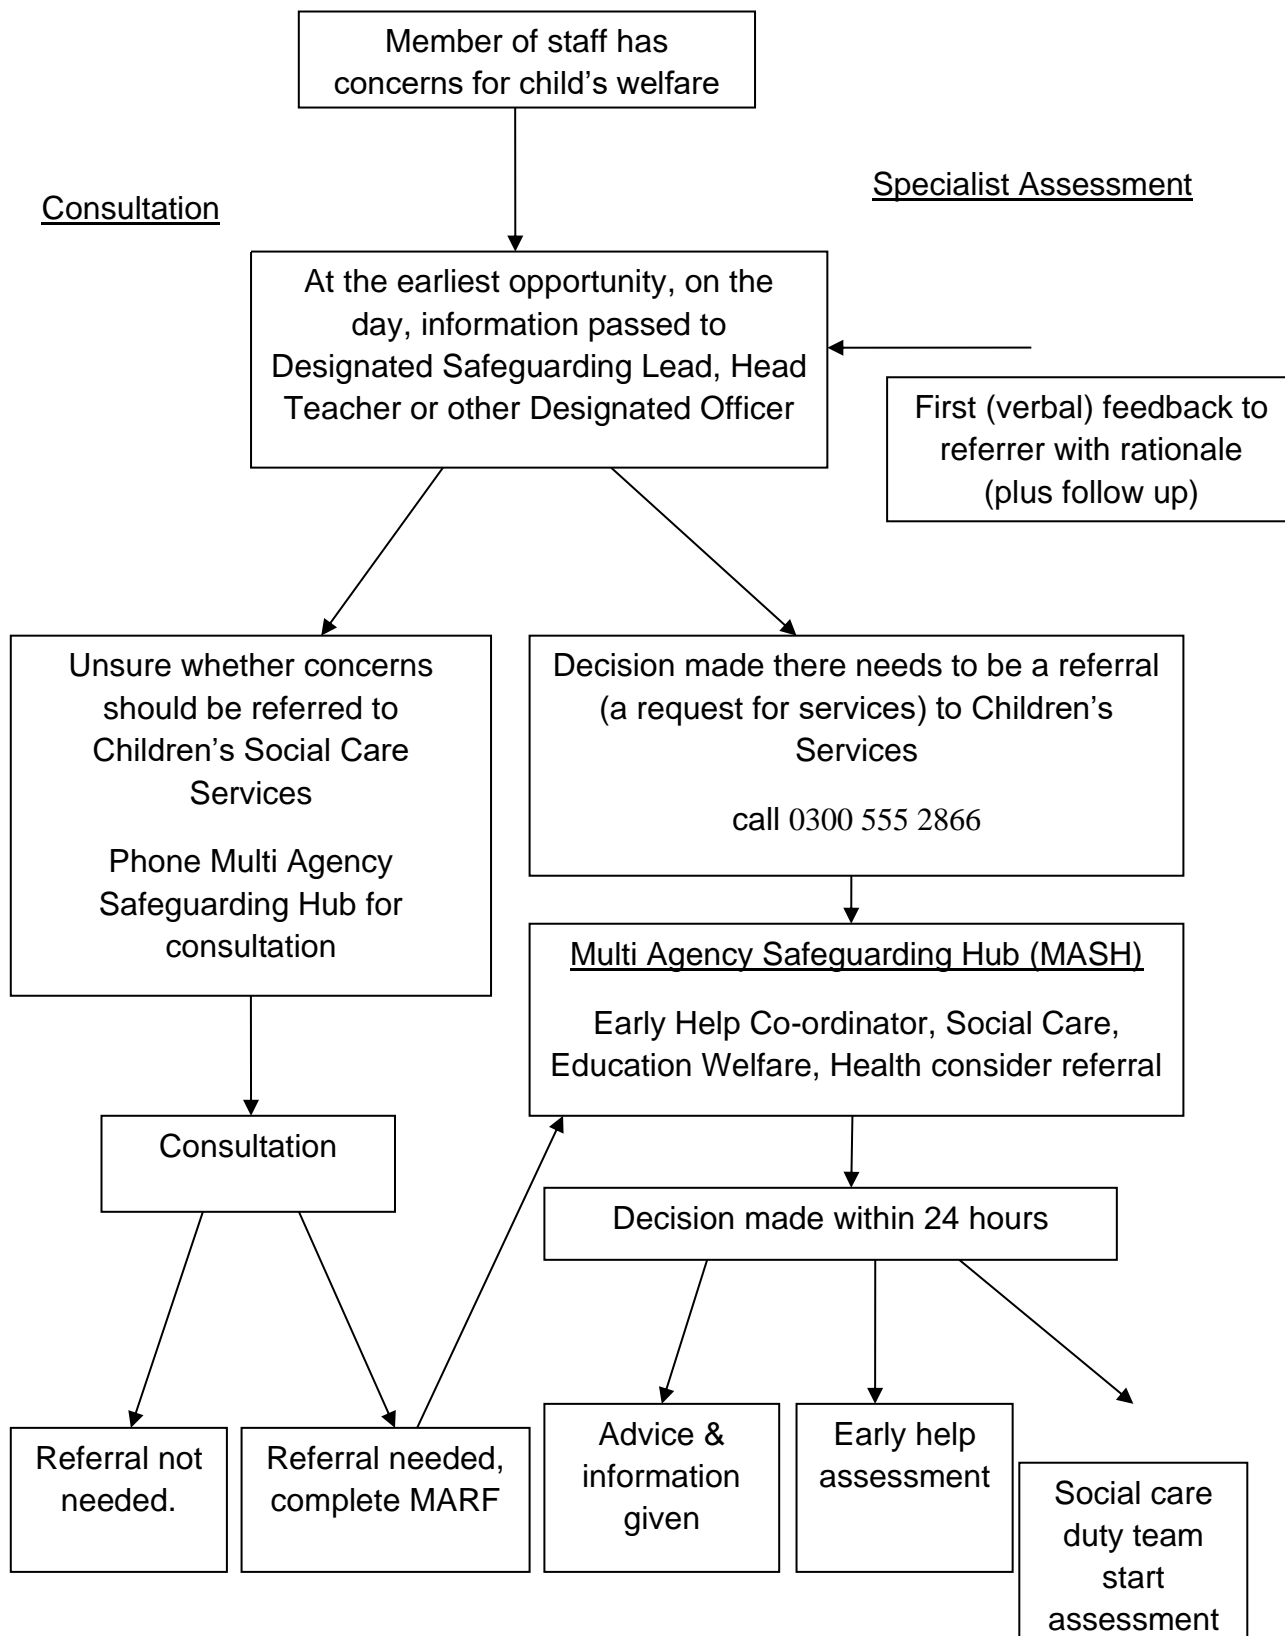 Member of staff has
concerns for child’s welfare
Consultation
Specialist Assessment
At the earliest opportunity, on the
day, information passed to
Designated Safeguarding Lead, Head
Teacher or other Designated Officer
First (verbal) feedback to
referrer with rationale
(plus follow up)
Unsure whether concerns
should be referred to
Children’s Social Care
Services
Phone Multi Agency
Safeguarding Hub for
consultation
Decision made there needs to be a referral
(a request for services) to Children’s
Services
call 0300 555 2866
Multi Agency Safeguarding Hub (MASH)
Early Help Co-ordinator, Social Care,
Education Welfare, Health consider referral
Consultation
Decision made within 24 hours
Referral not
needed.
Referral needed,
complete MARF
Advice &
information
given
Early help
assessment
Social care
duty team
start
assessment